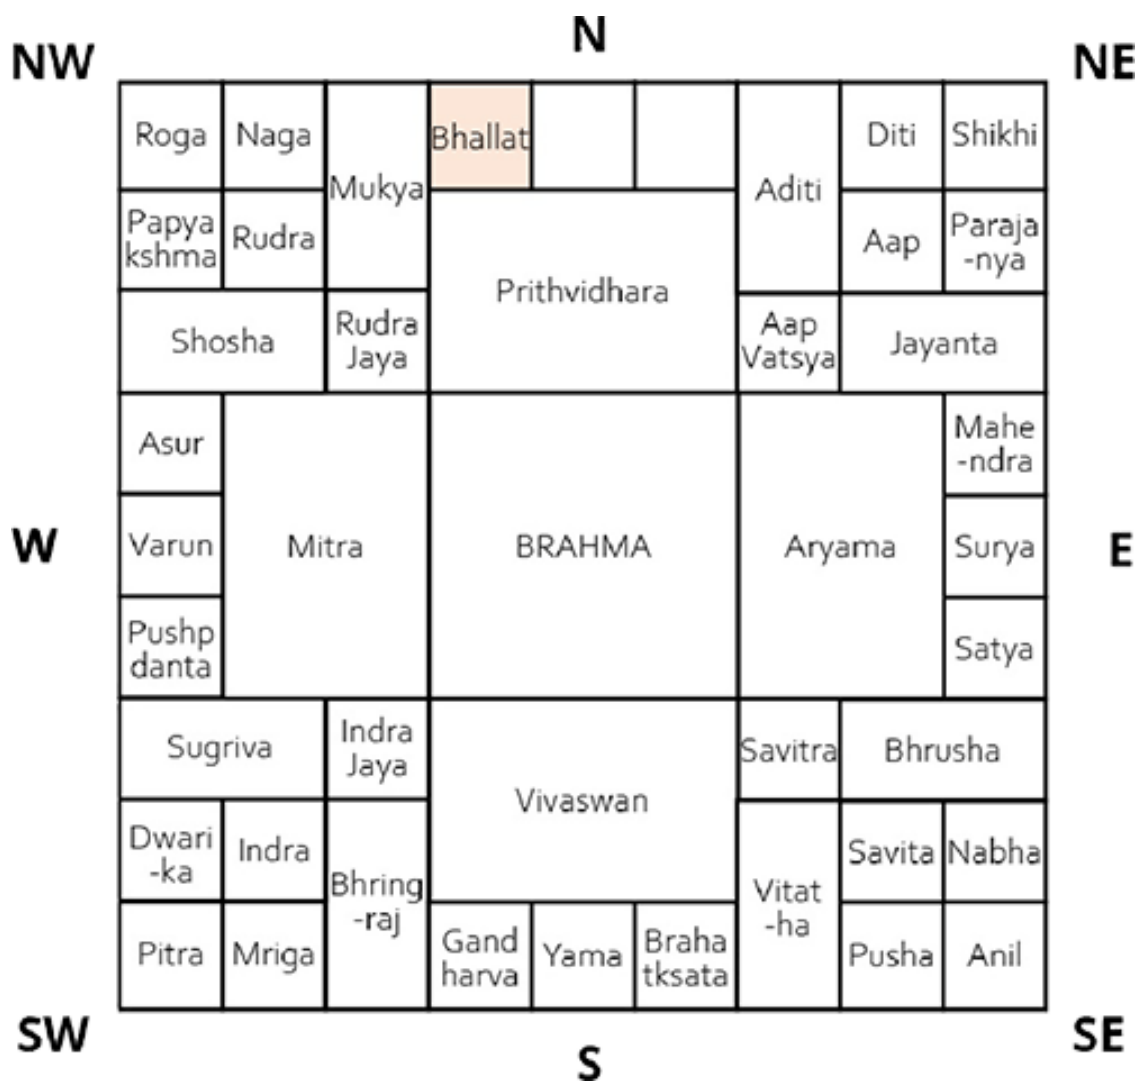 N
NW
NE
Roga
Naga
Mukya
Bhallat
Aditi
Diti
Shikhi
Papya
kshma
Rudra
Prithvidhara
Aap
Paraja
-nya
Shosha
Rudra
Jaya
Aap
Vatsya
Jayanta
Asur
Mahe
-ndra
W
Varun
Mitra
BRAHMA
Aryama
Surya
E
Pushp
danta
Satya
Sugriva
Indra
Jaya
Vivaswan
Savitra
Bhrusha
Dwari
-ka
Indra
Bhring
-raj
Vitat
-ha
Savita
Nabha
Pitra
Mriga
Gand
harva
Yama
Braha
tksata
Pusha
Anil
SW
S
SE